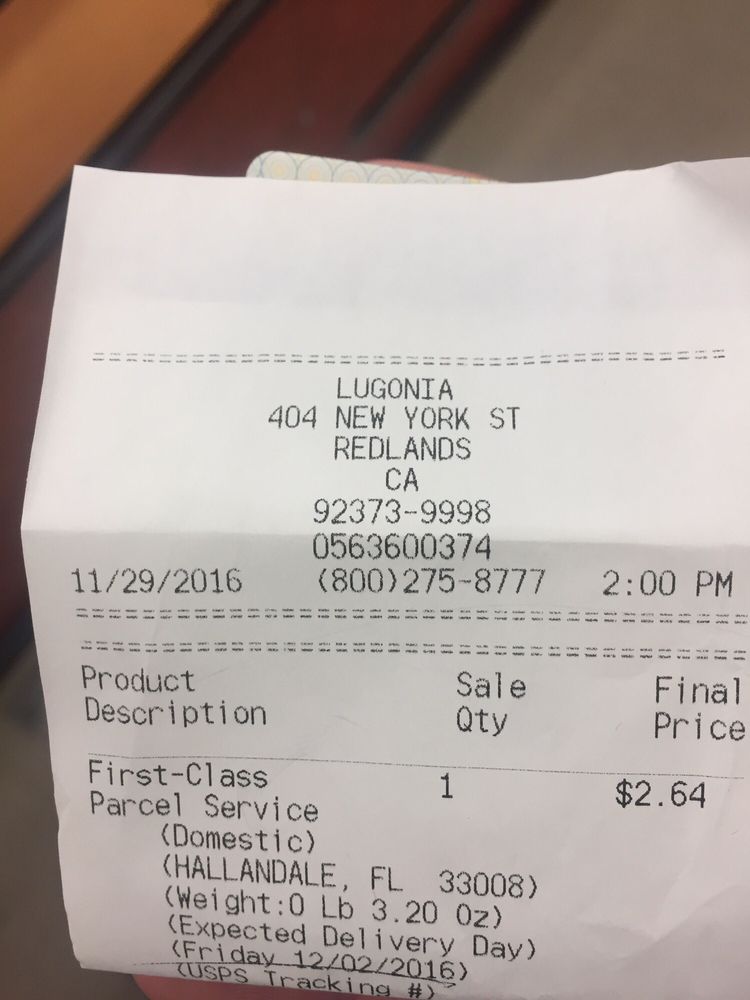 LUGONIA
404 NEW YORK ST
REDLANDS
CA
92373-9998
0563600374
11/29/2016 (800)275-8777 2:00 PM
Product Sale Final
Description Qty Price
First-Class 1 $2.64
Parcel Service
(Domestic)
(HALLANDALE, FL 33008)
(Weight:0 Lb 3.20 Oz)
(Expected Delivery Day)
(Friday 12/02/2016)
(USPS Tracking #)